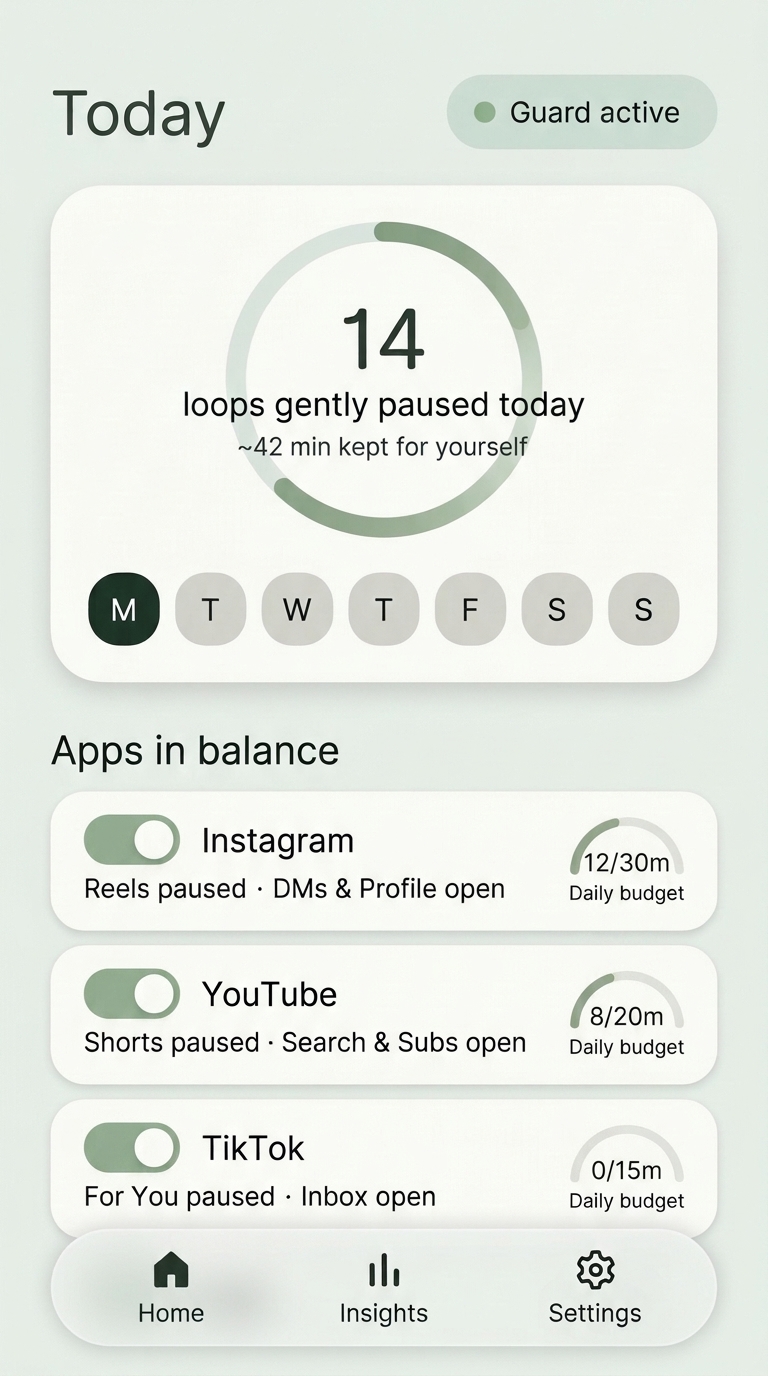 Today
Guard active
14
loops gently paused today
~42 min kept for yourself
M T W T F S S
Apps in balance
Instagram
Reels paused · DMs & Profile open
12/30m
Daily budget
YouTube
Shorts paused · Search & Subs open
8/20m
Daily budget
TikTok
For You paused · Inbox open
0/15m
Daily budget
Home
Insights
Settings